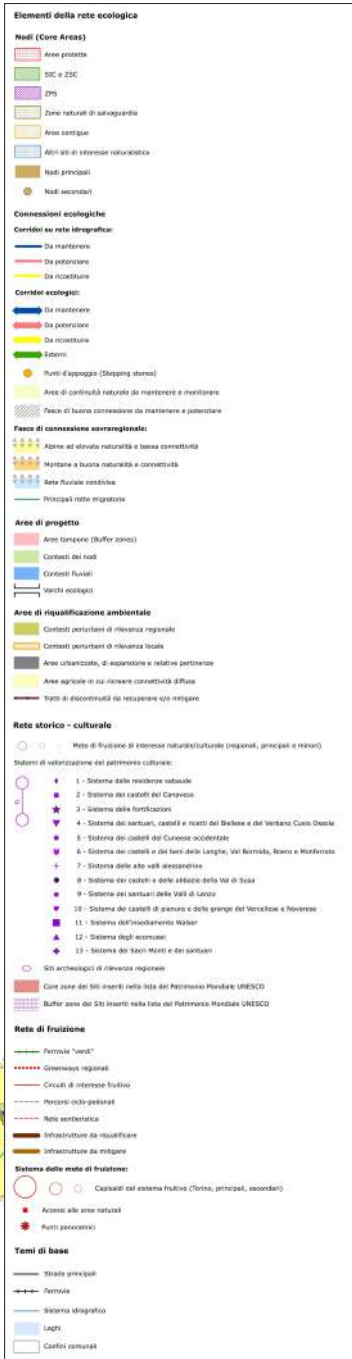 Elementi della rete ecologica
Nodi (Core Areas)
Aree protette
SIC e ZSC
ZPS
Zone naturali di salvaguardia
Aree contigue
Altri siti di interesse naturalistico
Nodi principali
Nodi secondari
Connessioni ecologiche
Corridoi su rete idrografica:
Da mantenere
Da potenziare
Da ricostituire
Corridoi ecologici:
Da mantenere
Da potenziare
Da ricostituire
Esterni
Punti d'appoggio (Stepping stones)
Aree di continuità naturale da mantenere e monitorare
Fasce di buona connessione da mantenere e potenziare
Fasce di connessione sovraregionale:
Alpine ad elevata naturalità e bassa connettività
Montane a buona naturalità e connettività
Rete fluviale condivisa
Principali rotte migratorie
Aree di progetto
Aree tampone (Buffer zones)
Contesti dei nodi
Contesti fluviali
Varchi ecologici
Aree di riqualificazione ambientale
Contesti periurbani di rilevanza regionale
Contesti periurbani di rilevanza locale
Aree urbanizzate, di espansione e relative pertinenze
Aree agricole in cui ricreare connettività diffusa
Tratti di discontinuità da recuperare e/o mitigare
Rete storico - culturale
Mete di fruizione di interesse naturale/culturale (regionali, principali e minori)
Sistemi di valorizzazione del patrimonio culturale:
1 - Sistema delle residenze sabaude
2 - Sistema dei castelli del Canavese
3 - Sistema delle fortificazioni
4 - Sistema dei santuari, castelli e ricetti del Biellese e del Verbano Cusio Ossola
5 - Sistema dei castelli del Cuneese occidentale
6 - Sistema dei castelli e dei beni delle Langhe, Val Bormida, Roero e Monferrato
7 - Sistema delle alte valli alessandrine
8 - Sistema dei castelli e delle abbazie della Val di Susa
9 - Sistema dei santuari delle Valli di Lanzo
10 - Sistema dei castelli di pianura e delle grange del Vercellese e Novarese
11 - Sistema dell'insediamento Walser
12 - Sistema degli ecomusei
13 - Sistema dei Sacri Monti e dei santuari
Siti archeologici di rilevanza regionale
Core zone dei Siti inseriti nella lista del Patrimonio Mondiale UNESCO
Buffer zone dei Siti inseriti nella lista del Patrimonio Mondiale UNESCO
Rete di fruizione
Ferrovie "verdi"
Greenways regionali
Circuiti di interesse fruitivo
Percorsi ciclo-pedonali
Rete sentieristica
Infrastrutture da riqualificare
Infrastrutture da mitigare
Sistema delle mete di fruizione:
Capisaldi del sistema fruitivo (Torino, principali, secondari)
Accessi alle aree naturali
Punti panoramici
Temi di base
Strade principali
Ferrovie
Sistema idrografico
Laghi
Confini comunali